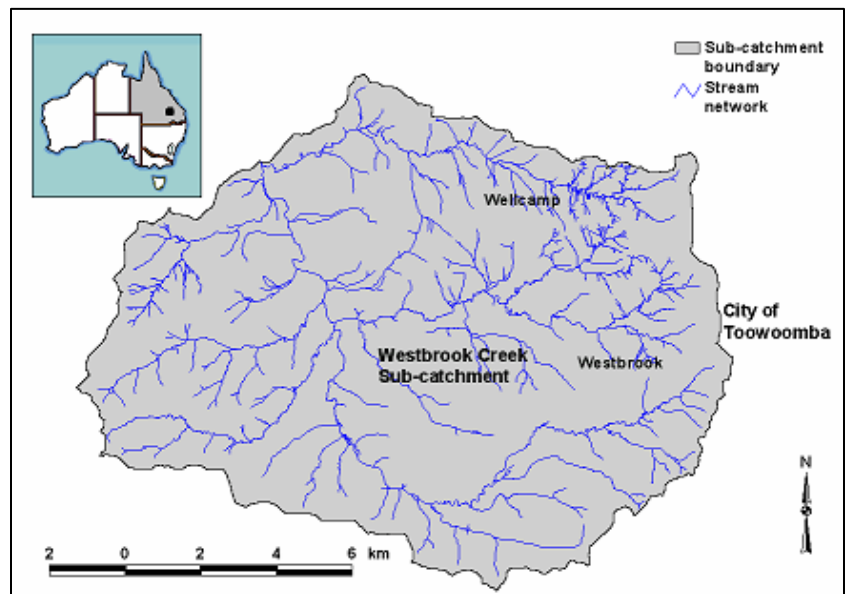 Sub-catchment
boundary
Stream
network
Wellcamp
City of
Toowoomba
Westbrook Creek
Sub-catchment
Westbrook
N
2 0 2 4 6 km